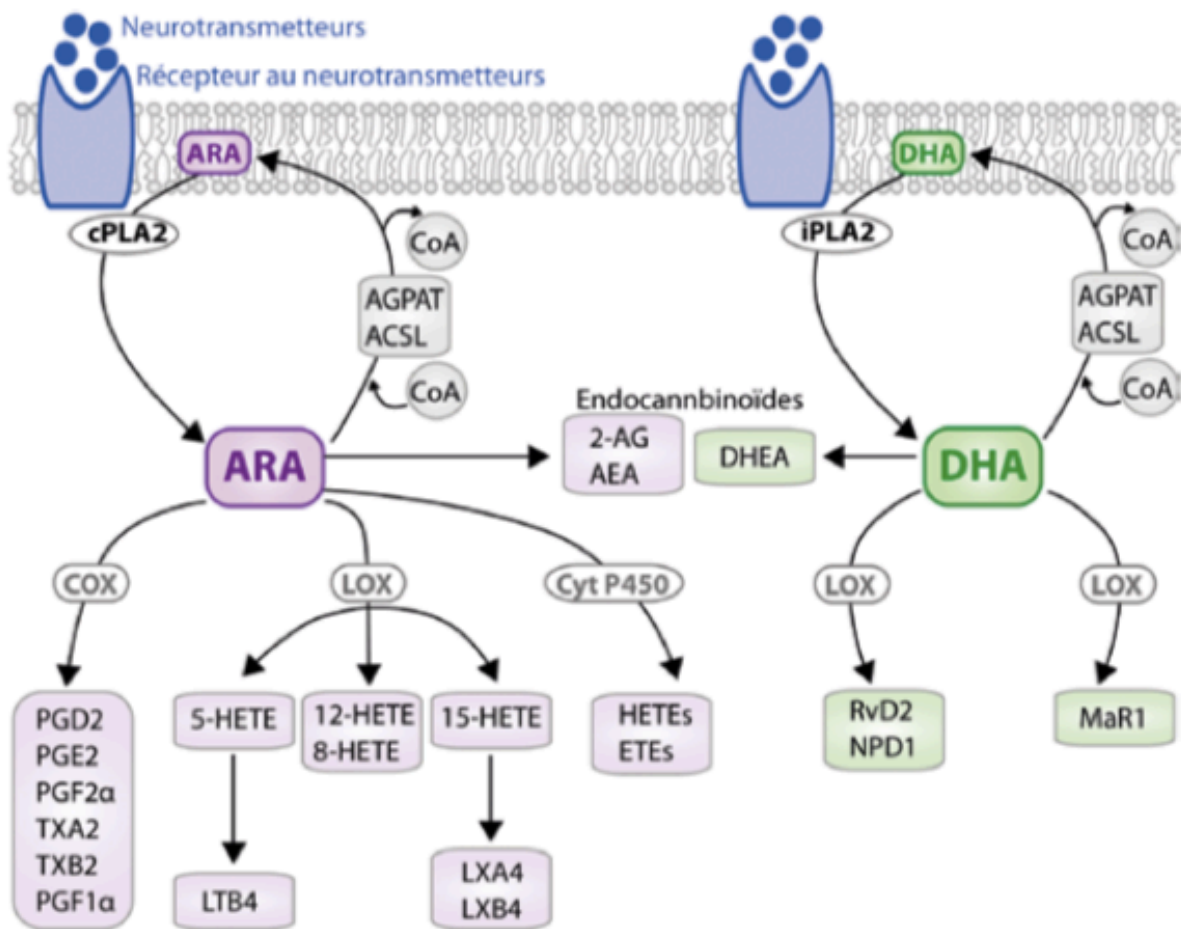 Neurotransmetteurs
Récepteur au neurotransmetteurs
ARA
DHA
cPLA2
iPLA2
CoA
CoA
AGPAT
ACSL
AGPAT
ACSL
CoA
CoA
Endocannbinoïdes
2-AG
AEA
DHEA
ARA
DHA
COX
LOX
Cyt P450
LOX
LOX
PGD2
PGE2
PGF2α
TXA2
TXB2
PGF1α
5-HETE
12-HETE
8-HETE
15-HETE
HETEs
ETEs
RvD2
NPD1
MaR1
LTB4
LXA4
LXB4